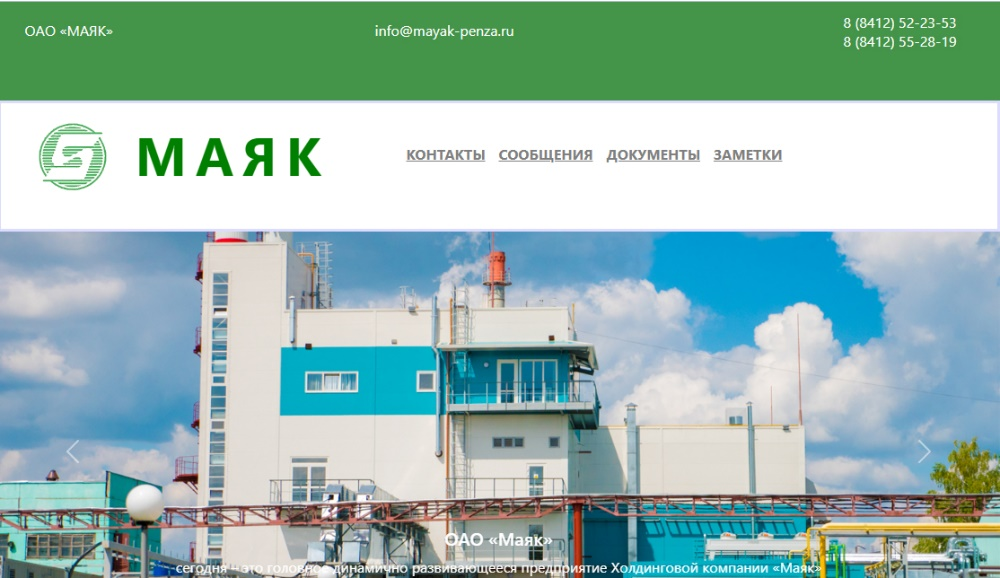 ОАО «МАЯК»
info@mayak-penza.ru
8 (8412) 52-23-53
8 (8412) 55-28-19
МАЯК
КОНТАКТЫ СООБЩЕНИЯ ДОКУМЕНТЫ ЗАМЕТКИ
ОАО «Маяк»
сегодня – это головное динамично развивающееся предприятие Холдинговой компании «Маяк»